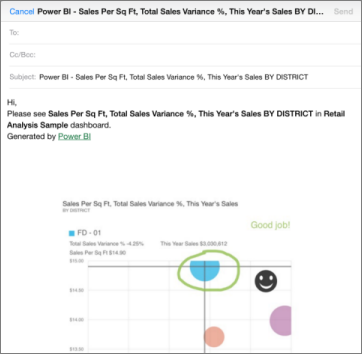 Cancel Power BI - Sales Per Sq Ft, Total Sales Variance %, This Year's Sales BY DI... Send
To:
Cc/Bcc:
Subject: Power BI - Sales Per Sq Ft, Total Sales Variance %, This Year's Sales BY DISTRICT
Hi,
Please see Sales Per Sq Ft, Total Sales Variance %, This Year's Sales BY DISTRICT in Retail
Analysis Sample dashboard.
Generated by Power BI
Sales Per Sq Ft, Total Sales Variance %, This Year's Sales
BY DISTRICT
Good job!
FD - 01
Total Sales Variance % -4.25% This Year Sales $3,030,812
Sales Per Sq Ft $14.90
$15.00
$14.50
$14.00
$13.50